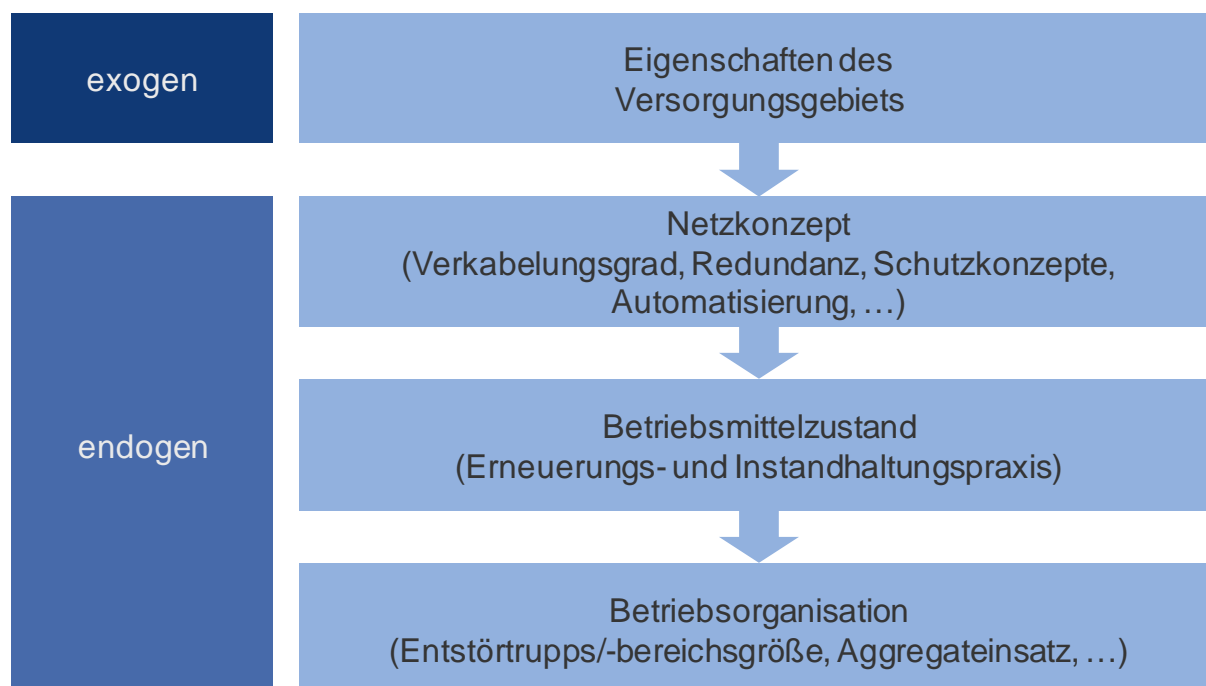 exogen
Eigenschaften des
Versorgungsgebiets
endogen
Netzkonzept
(Verkabelungsgrad, Redundanz, Schutzkonzepte,
Automatisierung, …)
Betriebsmittelzustand
(Erneuerungs- und Instandhaltungspraxis)
Betriebsorganisation
(Entstörtrupps/-bereichsgröße, Aggregateinsatz, …)